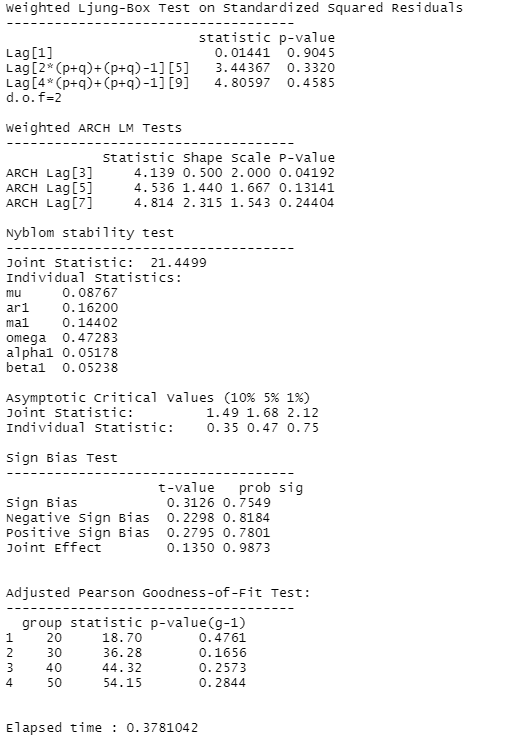 Weighted Ljung-Box Test on Standardized Squared Residuals
------------------------------------
                        statistic p-value
Lag[1]                    0.01441  0.9045
Lag[2*(p+q)+(p+q)-1][5]   3.44367  0.3320
Lag[4*(p+q)+(p+q)-1][9]   4.80597  0.4585
d.o.f=2

Weighted ARCH LM Tests
------------------------------------
            Statistic Shape Scale P-Value
ARCH Lag[3]     4.139 0.500 2.000 0.04192
ARCH Lag[5]     4.536 1.440 1.667 0.13141
ARCH Lag[7]     4.814 2.315 1.543 0.24404

Nyblom stability test
------------------------------------
Joint Statistic:  21.4499
Individual Statistics:
mu     0.08767
ar1    0.16200
ma1    0.14402
omega  0.47283
alpha1 0.05178
beta1  0.05238

Asymptotic Critical Values (10% 5% 1%)
Joint Statistic:         1.49 1.68 2.12
Individual Statistic:    0.35 0.47 0.75

Sign Bias Test
------------------------------------
                   t-value   prob sig
Sign Bias           0.3126 0.7549
Negative Sign Bias  0.2298 0.8184
Positive Sign Bias  0.2795 0.7801
Joint Effect        0.1350 0.9873

Adjusted Pearson Goodness-of-Fit Test:
------------------------------------
  group statistic p-value(g-1)
1    20     18.70       0.4761
2    30     36.28       0.1656
3    40     44.32       0.2573
4    50     54.15       0.2844

Elapsed time : 0.3781042